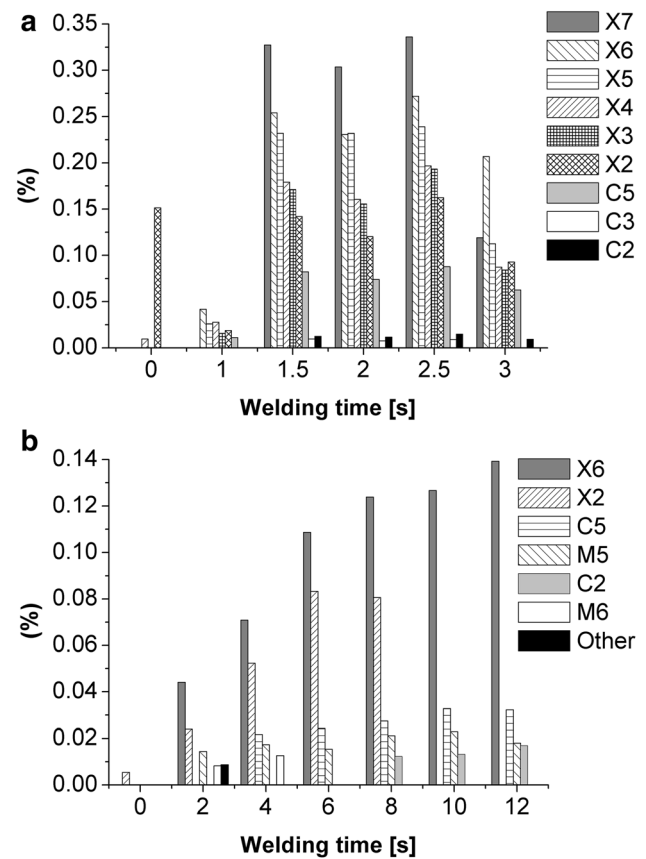 a
0.35
0.30
0.25
0.20
0.15
0.10
0.05
0.00
(%)
0 1 1.5 2 2.5 3
Welding time [s]
X7
X6
X5
X4
X3
X2
C5
C3
C2
b
0.14
0.12
0.10
0.08
0.06
0.04
0.02
0.00
(%)
0 2 4 6 8 10 12
Welding time [s]
X6
X2
C5
M5
C2
M6
Other